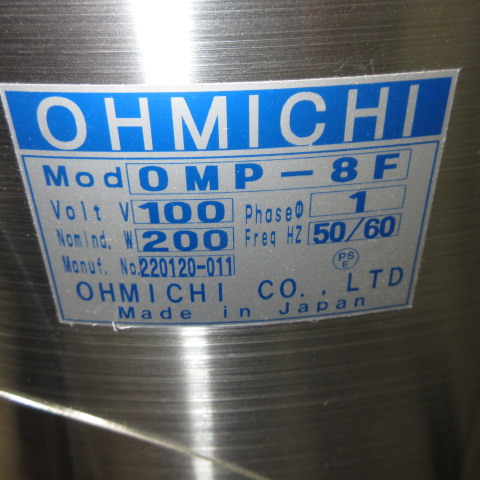 OHMICHI
Mod OMP-8F
Volt V 100 PhaseΦ 1
Nomind. W 200 Freq HZ 50/60
Manuf. No. 220120-011 PS E
OHMICHI CO., LTD
Made in Japan